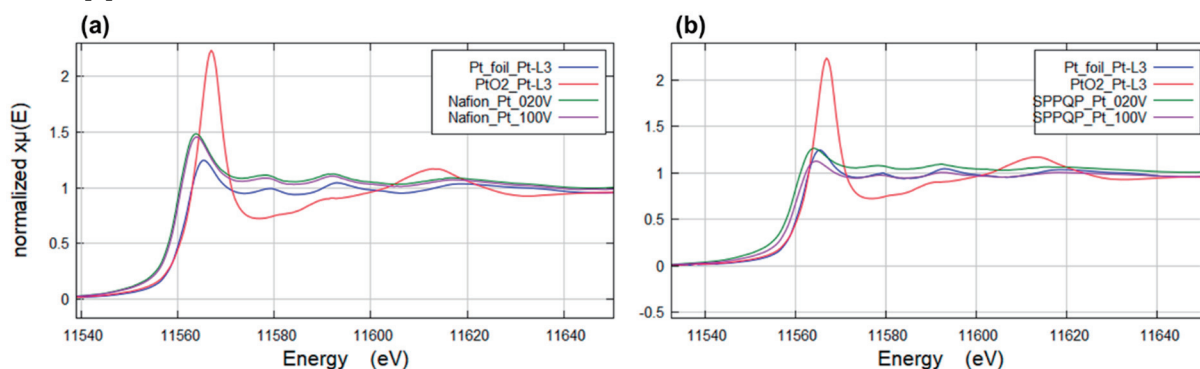 (a)
normalized xμ(E)
2
1.5
1
0.5
0
11540 11560 11580 11600 11620 11640
Energy (eV)
Pt_foil_Pt-L3
PtO2_Pt-L3
Nafion_Pt_020V
Nafion_Pt_100V
(b)
2
1.5
1
0.5
0
-0.5
11540 11560 11580 11600 11620 11640
Energy (eV)
Pt_foil_Pt-L3
PtO2_Pt-L3
SPPQP_Pt_020V
SPPQP_Pt_100V